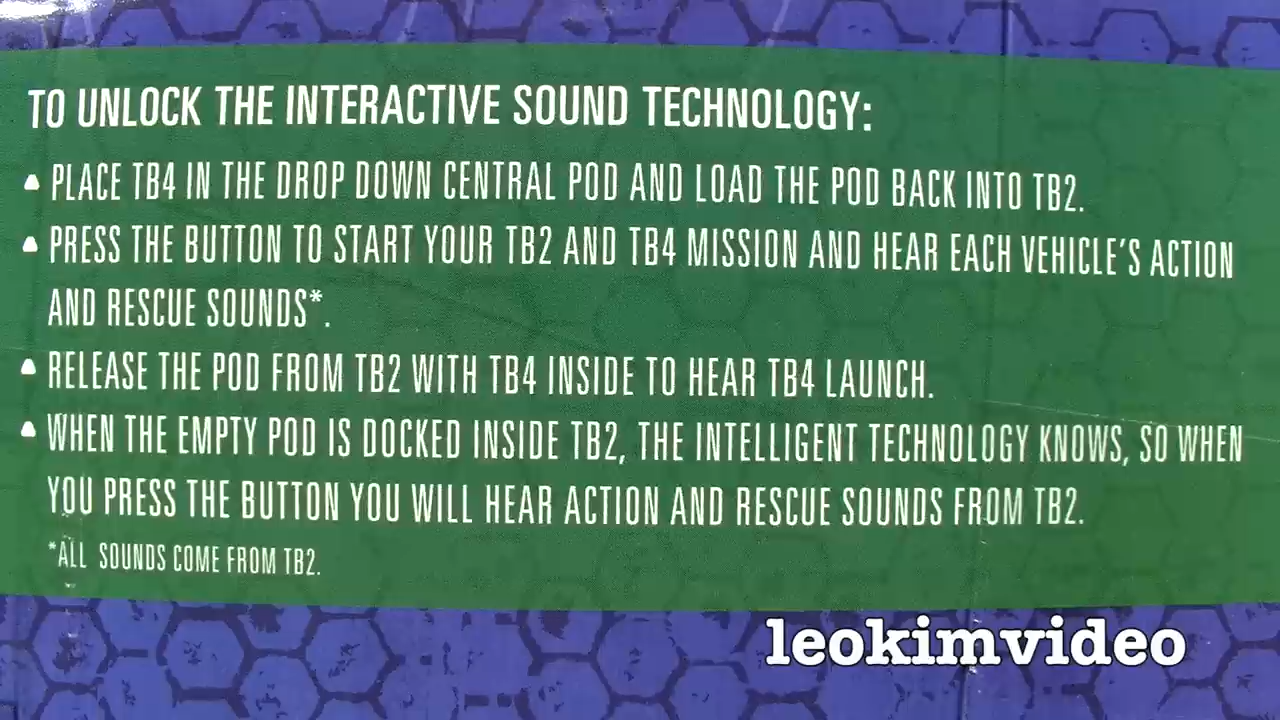 TO UNLOCK THE INTERACTIVE SOUND TECHNOLOGY:
PLACE TB4 IN THE DROP DOWN CENTRAL POD AND LOAD THE POD BACK INTO TB2.
PRESS THE BUTTON TO START YOUR TB2 AND TB4 MISSION AND HEAR EACH VEHICLE'S ACTION
AND RESCUE SOUNDS*.
RELEASE THE POD FROM TB2 WITH TB4 INSIDE TO HEAR TB4 LAUNCH.
WHEN THE EMPTY POD IS DOCKED INSIDE TB2, THE INTELLIGENT TECHNOLOGY KNOWS, SO WHEN
YOU PRESS THE BUTTON YOU WILL HEAR ACTION AND RESCUE SOUNDS FROM TB2.
*ALL SOUNDS COME FROM TB2.
leokimvideo